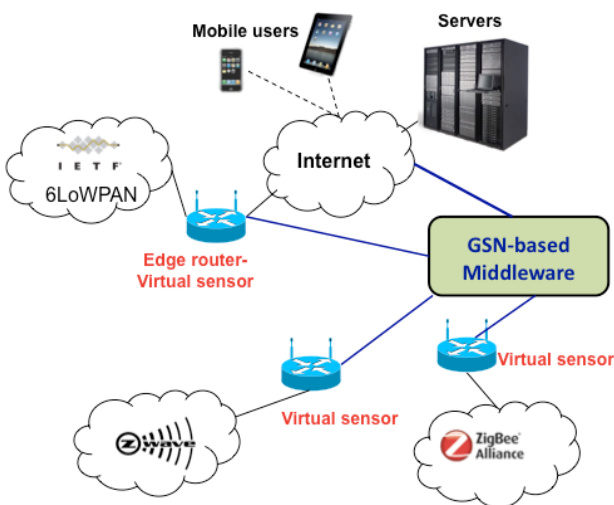 Mobile users
Servers
IETF®
6LoWPAN
Internet
Edge router-
Virtual sensor
GSN-based
Middleware
Virtual sensor
Virtual sensor
Z wave
ZigBee®
Alliance